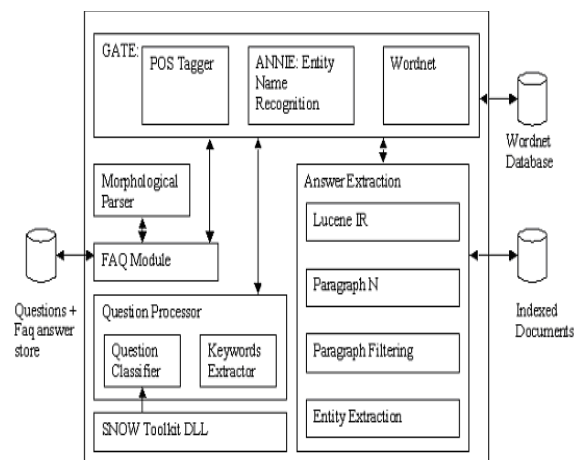 GATE:
POS Tagger
ANNIE: Entity
Name
Recognition
Wordnet
Wordnet
Database
Morphological
Parser
FAQ Module
Questions +
Faq answer
store
Question Processor
Question
Classifier
Keywords
Extractor
SNOW Toolkit DLL
Answer Extraction
Lucene IR
Paragraph N
Paragraph Filtering
Entity Extraction
Indexed
Documents